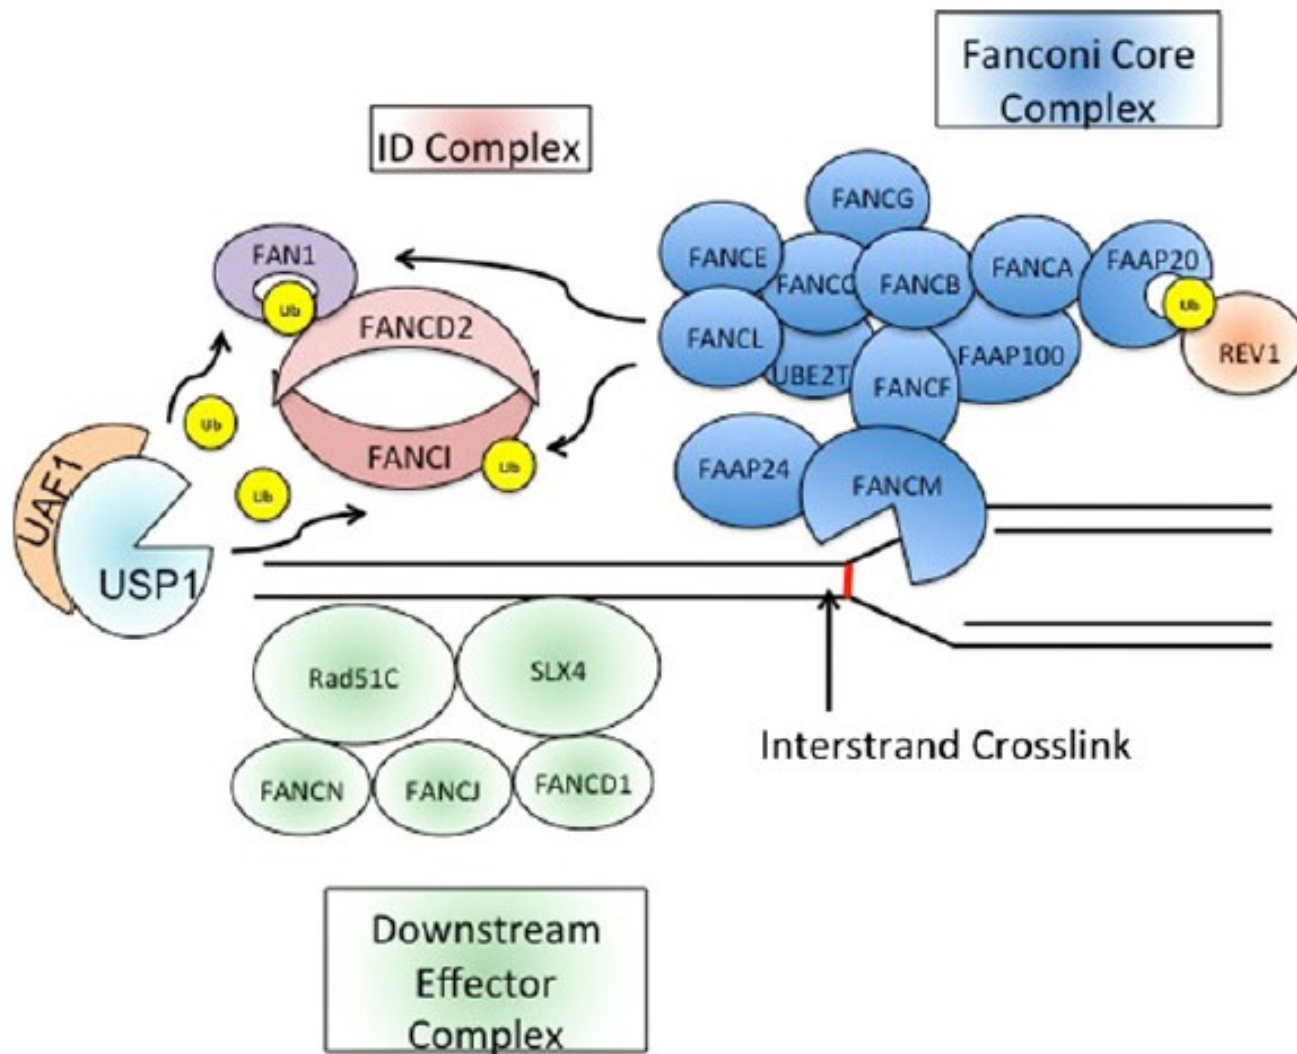 Fanconi Core
Complex
ID Complex
FANCG
FAN1
FANCE
FANCC
FANCB
FANCA
FAAP20
Ub
Ub
FANCD2
FANCL
UBE2T
FANCF
FAAP100
REV1
Ub
FANCI
Ub
FAAP24
FANCM
UAF1
Ub
USP1
Rad51C
SLX4
Interstrand Crosslink
FANCN
FANCJ
FANCD1
Downstream
Effector
Complex